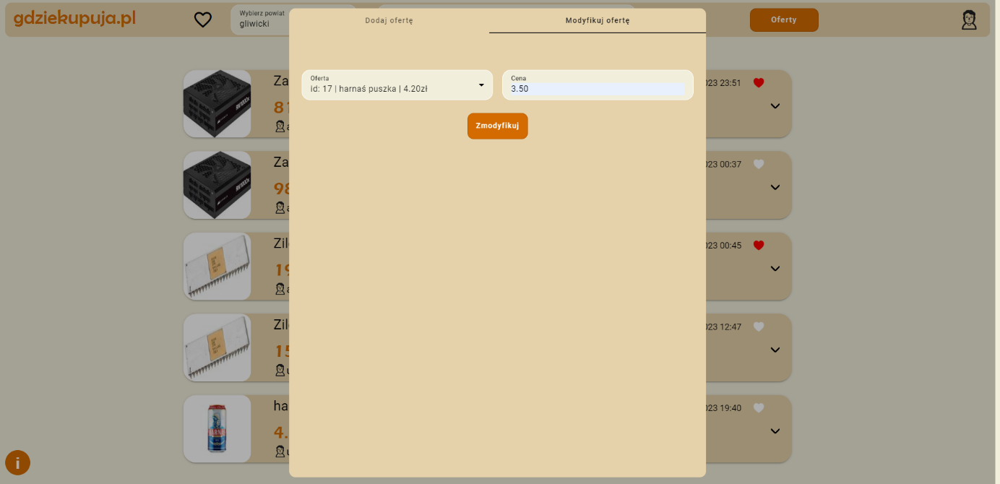 gdziekupuja.pl
Wybierz powiat
gliwicki
Dodaj ofertę
Modyfikuj ofertę
Oferty
Oferta
id: 17 | harnaś puszka | 4.20zł
Cena
3.50
Zmodyfikuj
Za
81
023 23:51
Za
98
023 00:37
Zil
19
023 00:45
Zil
15
023 12:47
ha
4.
023 19:40
i